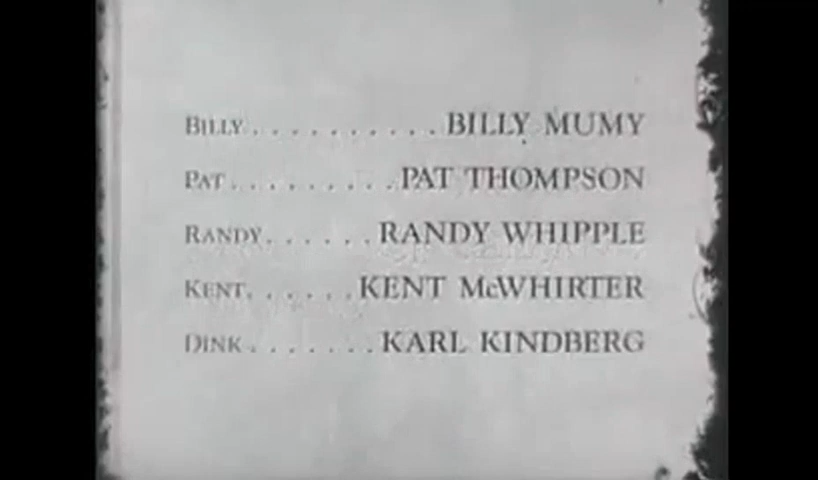 Billy. . . . . . . . . . BILLY MUMY
Pat. . . . . . . . . PAT THOMPSON
Randy. . . . . . RANDY WHIPPLE
Kent. . . . . . KENT McWHIRTER
Dink. . . . . . . KARL KINDBERG